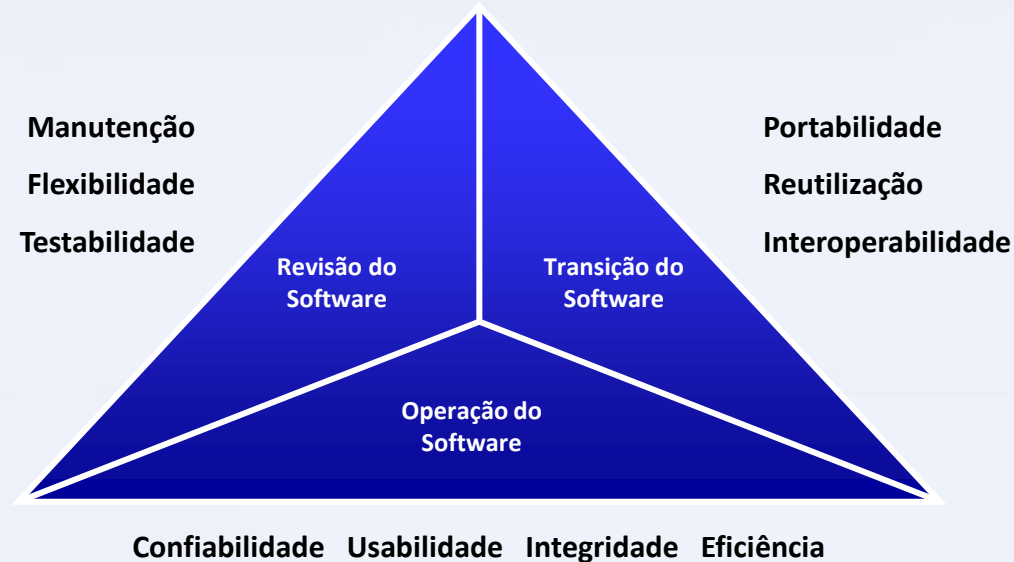 Manutenção
Flexibilidade
Testabilidade
Portabilidade
Reutilização
Interoperabilidade
Revisão do
Software
Transição do
Software
Operação do
Software
Confiabilidade Usabilidade Integridade Eficiência